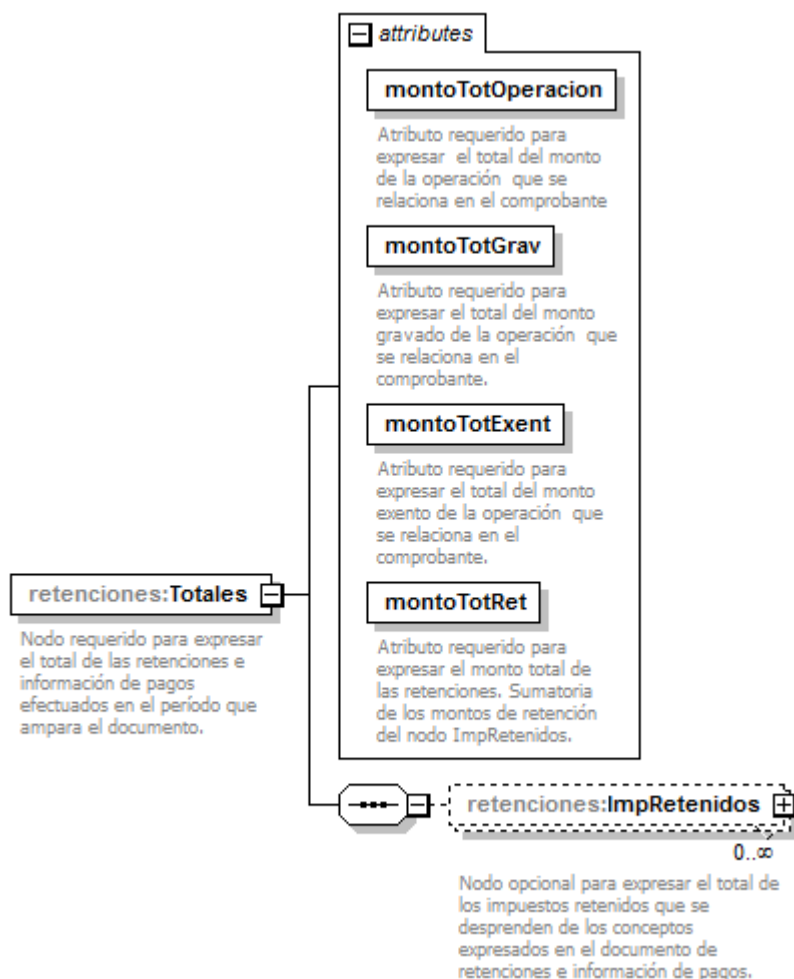 attributes
montoTotOperacion
Atributo requerido para
expresar el total del monto
de la operación que se
relaciona en el comprobante
montoTotGrav
Atributo requerido para
expresar el total del monto
gravado de la operación que
se relaciona en el
comprobante.
montoTotExent
Atributo requerido para
expresar el total del monto
exento de la operación que
se relaciona en el
comprobante.
montoTotRet
Atributo requerido para
expresar el monto total de
las retenciones. Sumatoria
de los montos de retención
del nodo ImpRetenidos.
retenciones:Totales
Nodo requerido para expresar
el total de las retenciones e
información de pagos
efectuados en el período que
ampara el documento.
retenciones:ImpRetenidos
0..∞
Nodo opcional para expresar el total de
los impuestos retenidos que se
desprenden de los conceptos
expresados en el documento de
retenciones e información de pagos.